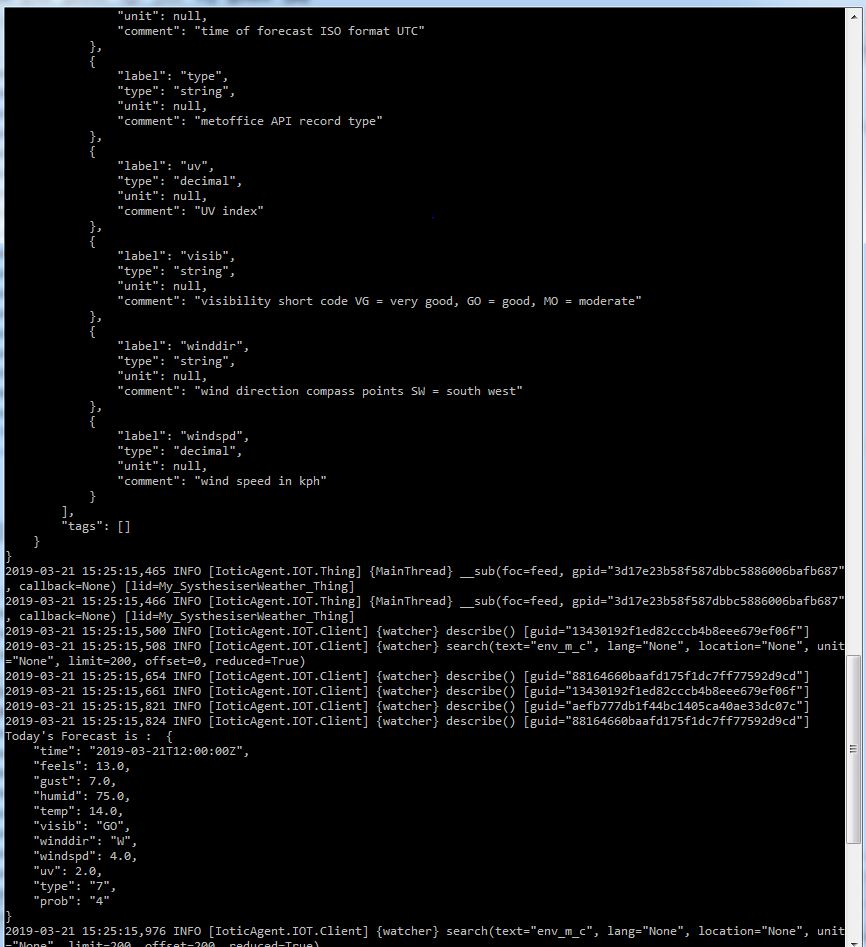 "unit": null,
"comment": "time of forecast ISO format UTC"
},
{
"label": "type",
"type": "string",
"unit": null,
"comment": "metoffice API record type"
},
{
"label": "uv",
"type": "decimal",
"unit": null,
"comment": "UV index"
},
{
"label": "visib",
"type": "string",
"unit": null,
"comment": "visibility short code VG = very good, GO = good, MO = moderate"
},
{
"label": "winddir",
"type": "string",
"unit": null,
"comment": "wind direction compass points SW = south west"
},
{
"label": "windspd",
"type": "decimal",
"unit": null,
"comment": "wind speed in kph"
}
],
"tags": []
}
}
2019-03-21 15:25:15,465 INFO [IoticAgent.IOT.Thing] {MainThread} __sub(foc=feed, gpid="3d17e23b58f587dbbc5886006bafb687"
, callback=None) [lid=My_SysthesiserWeather_Thing]
2019-03-21 15:25:15,466 INFO [IoticAgent.IOT.Thing] {MainThread} __sub(foc=feed, gpid="3d17e23b58f587dbbc5886006bafb687"
, callback=None) [lid=My_SysthesiserWeather_Thing]
2019-03-21 15:25:15,500 INFO [IoticAgent.IOT.Client] {watcher} describe() [guid="13430192f1ed82cccb4b8eee679ef06f"]
2019-03-21 15:25:15,508 INFO [IoticAgent.IOT.Client] {watcher} search(text="env_m_c", lang="None", location="None", unit
="None", limit=200, offset=0, reduced=True)
2019-03-21 15:25:15,654 INFO [IoticAgent.IOT.Client] {watcher} describe() [guid="88164660baafd175f1dc7ff77592d9cd"]
2019-03-21 15:25:15,661 INFO [IoticAgent.IOT.Client] {watcher} describe() [guid="13430192f1ed82cccb4b8eee679ef06f"]
2019-03-21 15:25:15,821 INFO [IoticAgent.IOT.Client] {watcher} describe() [guid="aefb777db1f44bc1405ca40ae33dc07c"]
2019-03-21 15:25:15,824 INFO [IoticAgent.IOT.Client] {watcher} describe() [guid="88164660baafd175f1dc7ff77592d9cd"]
Today's Forecast is :  {
"time": "2019-03-21T12:00:00Z",
"feels": 13.0,
"gust": 7.0,
"humid": 75.0,
"temp": 14.0,
"visib": "GO",
"winddir": "W",
"windspd": 4.0,
"uv": 2.0,
"type": "7",
"prob": "4"
}
2019-03-21 15:25:15,976 INFO [IoticAgent.IOT.Client] {watcher} search(text="env_m_c", lang="None", location="None", unit
="None", limit=200, offset=200, reduced=True)